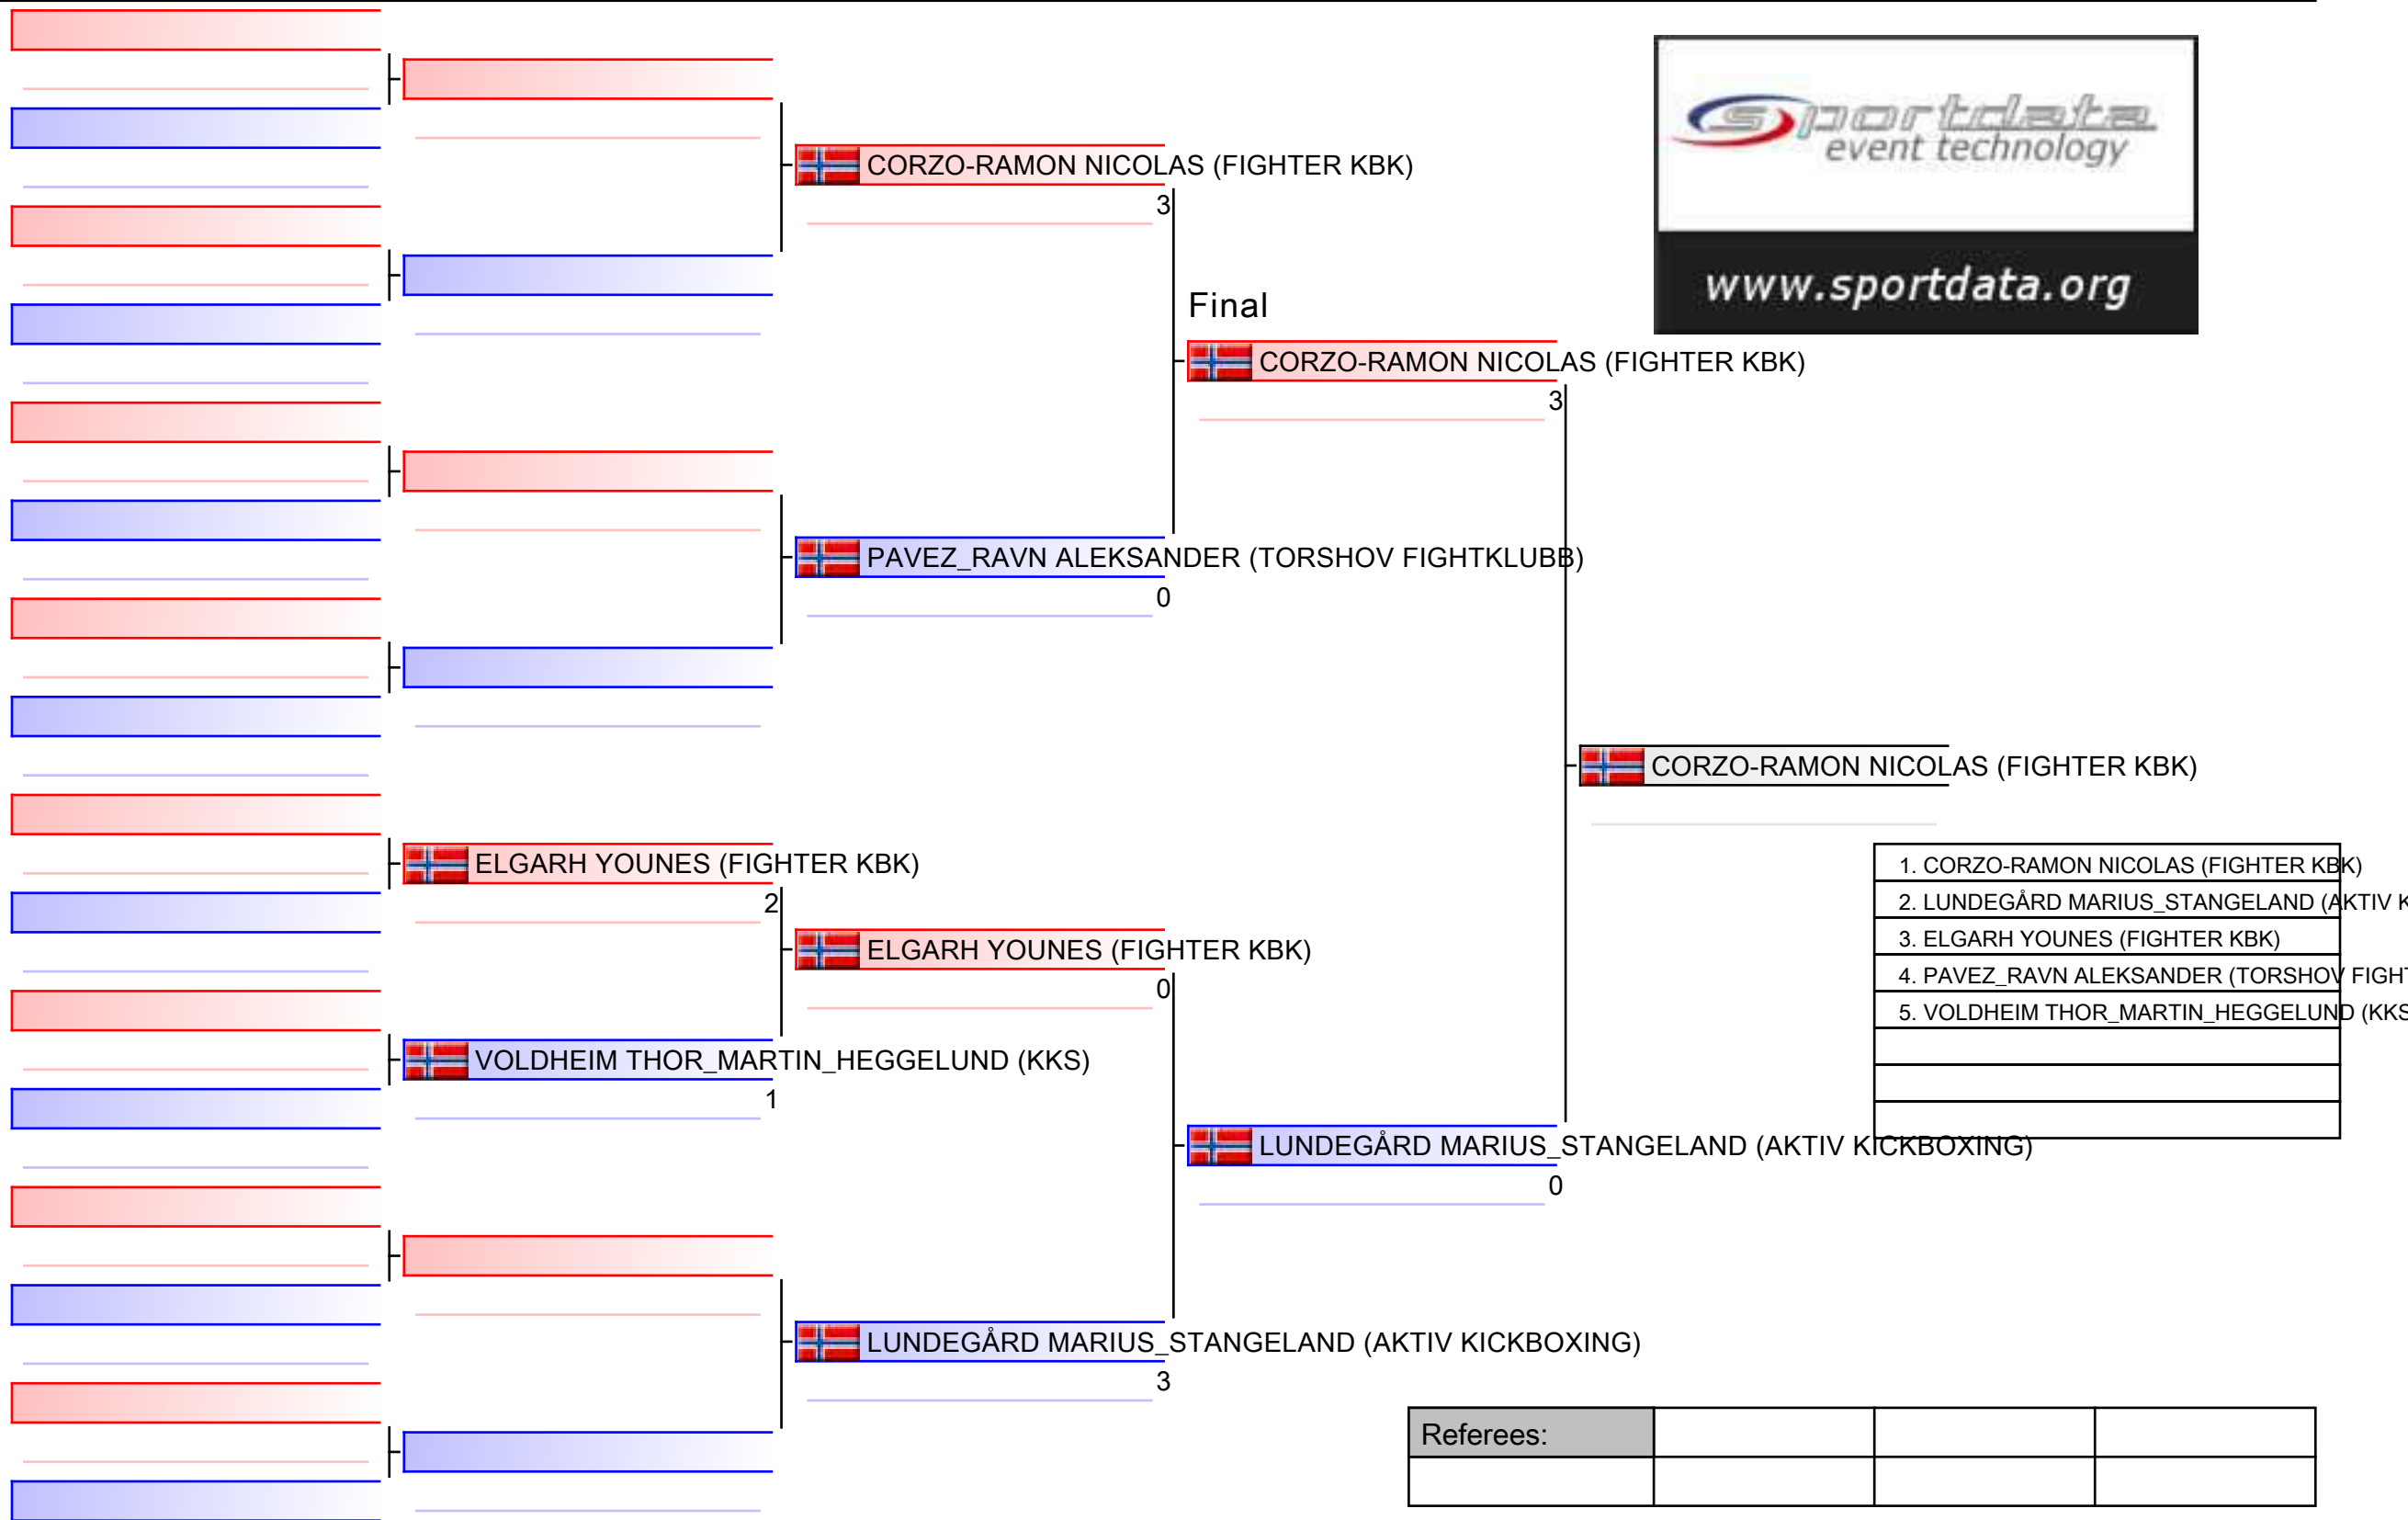 sportdata
event technology
www.sportdata.org
CORZO-RAMON NICOLAS (FIGHTER KBK)
3
Final
CORZO-RAMON NICOLAS (FIGHTER KBK)
3
PAVEZ_RAVN ALEKSANDER (TORSHOV FIGHTKLUBB)
0
CORZO-RAMON NICOLAS (FIGHTER KBK)
ELGARH YOUNES (FIGHTER KBK)
2
ELGARH YOUNES (FIGHTER KBK)
0
VOLDHEIM THOR_MARTIN_HEGGELUND (KKS)
1
LUNDEGÅRD MARIUS_STANGELAND (AKTIV KICKBOXING)
0
LUNDEGÅRD MARIUS_STANGELAND (AKTIV KICKBOXING)
3
1. CORZO-RAMON NICOLAS (FIGHTER KBK)
2. LUNDEGÅRD MARIUS_STANGELAND (AKTIV K
3. ELGARH YOUNES (FIGHTER KBK)
4. PAVEZ_RAVN ALEKSANDER (TORSHOV FIGHT
5. VOLDHEIM THOR_MARTIN_HEGGELUND (KKS
Referees: